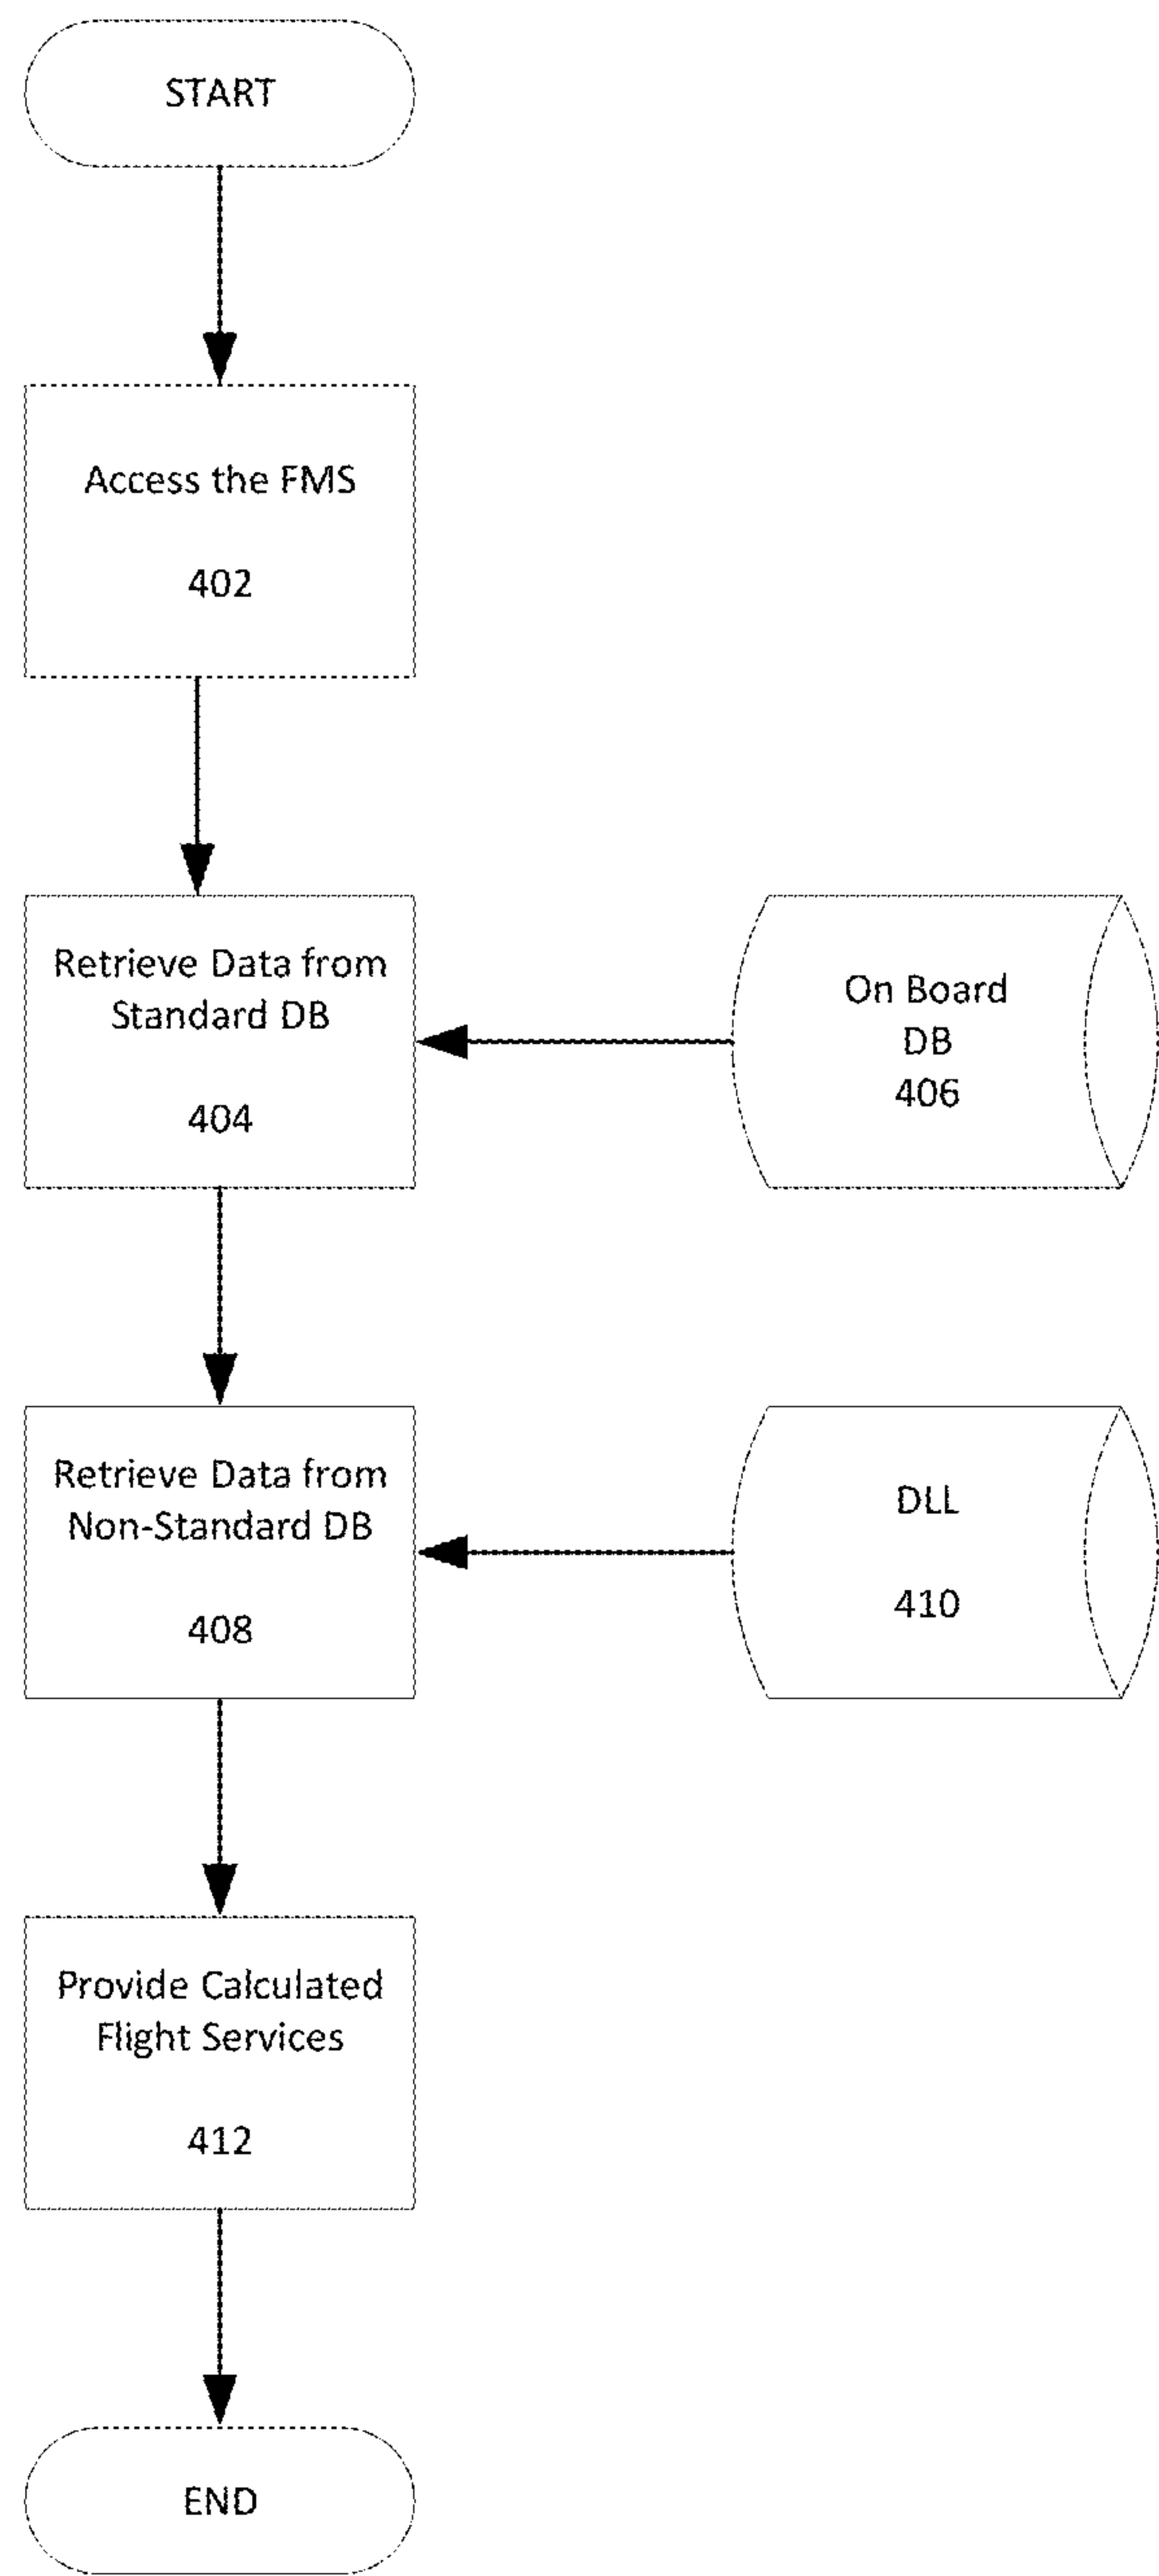 START
Access the FMS
402
Retrieve Data from
Standard DB
404
On Board
DB
406
Retrieve Data from
Non-Standard DB
408
DLL
410
Provide Calculated
Flight Services
412
END